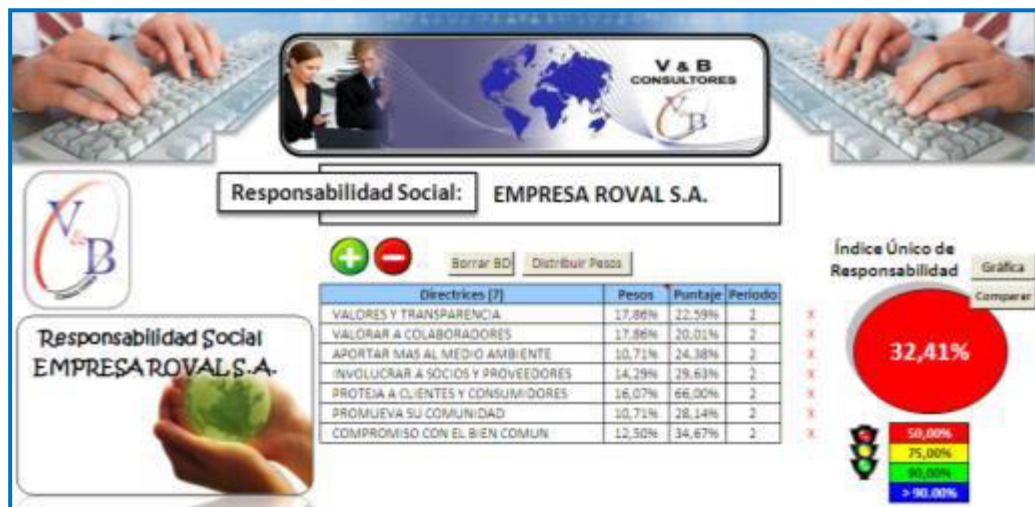 V & B
CONSULTORES
V&B
Responsabilidad Social:
EMPRESA ROVAL S.A.
V&B
Borrar BD
Distribuir Pesos
Índice Único de
Responsabilidad
Gráfica
Comparar
Directrices [7] Pesos Puntaje Periodo
VALORES Y TRANSPARENCIA 17,86% 22,59% 2 X
VALORAR A COLABORADORES 17,86% 20,01% 2 X
APORTAR MAS AL MEDIO AMBIENTE 10,71% 24,38% 2 X
INVOLUCRAR A SOCIOS Y PROVEEDORES 14,29% 29,63% 2 X
PROTEJA A CLIENTES Y CONSUMIDORES 16,07% 66,00% 2 X
PROMUEVA SU COMUNIDAD 10,71% 28,14% 2 X
COMPROMISO CON EL BIEN COMUN 12,50% 34,67% 2 X
Responsabilidad Social
EMPRESA ROVAL S.A.
32,41%
50,00%
75,00%
90,00%
> 90.00%